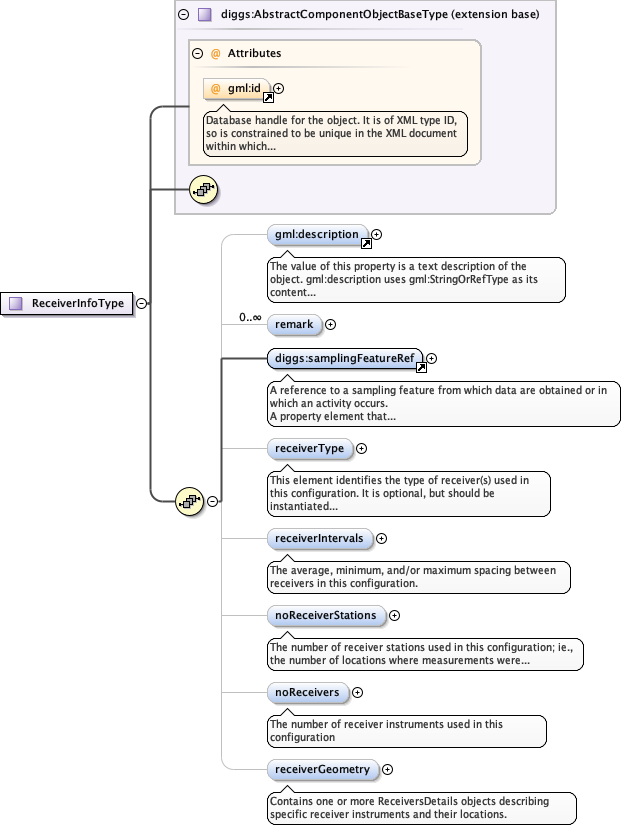 diggs:AbstractComponentObjectBaseType (extension base)
@ Attributes
@ gml:id
Database handle for the object. It is of XML type ID,
so is constrained to be unique in the XML document
within which...
gml:description
The value of this property is a text description of the
object. gml:description uses gml:StringOrRefType as its
content...
ReceiverInfoType
0..∞
remark
diggs:samplingFeatureRef
A reference to a sampling feature from which data are obtained or in
which an activity occurs.
A property element that...
receiverType
This element identifies the type of receiver(s) used in
this configuration. It is optional, but should be
instantiated...
receiverIntervals
The average, minimum, and/or maximum spacing between
receivers in this configuration.
noReceiverStations
The number of receiver stations used in this configuration; ie.,
the number of locations where measurements were...
noReceivers
The number of receiver instruments used in this
configuration
receiverGeometry
Contains one or more ReceiversDetails objects describing
specific receiver instruments and their locations.